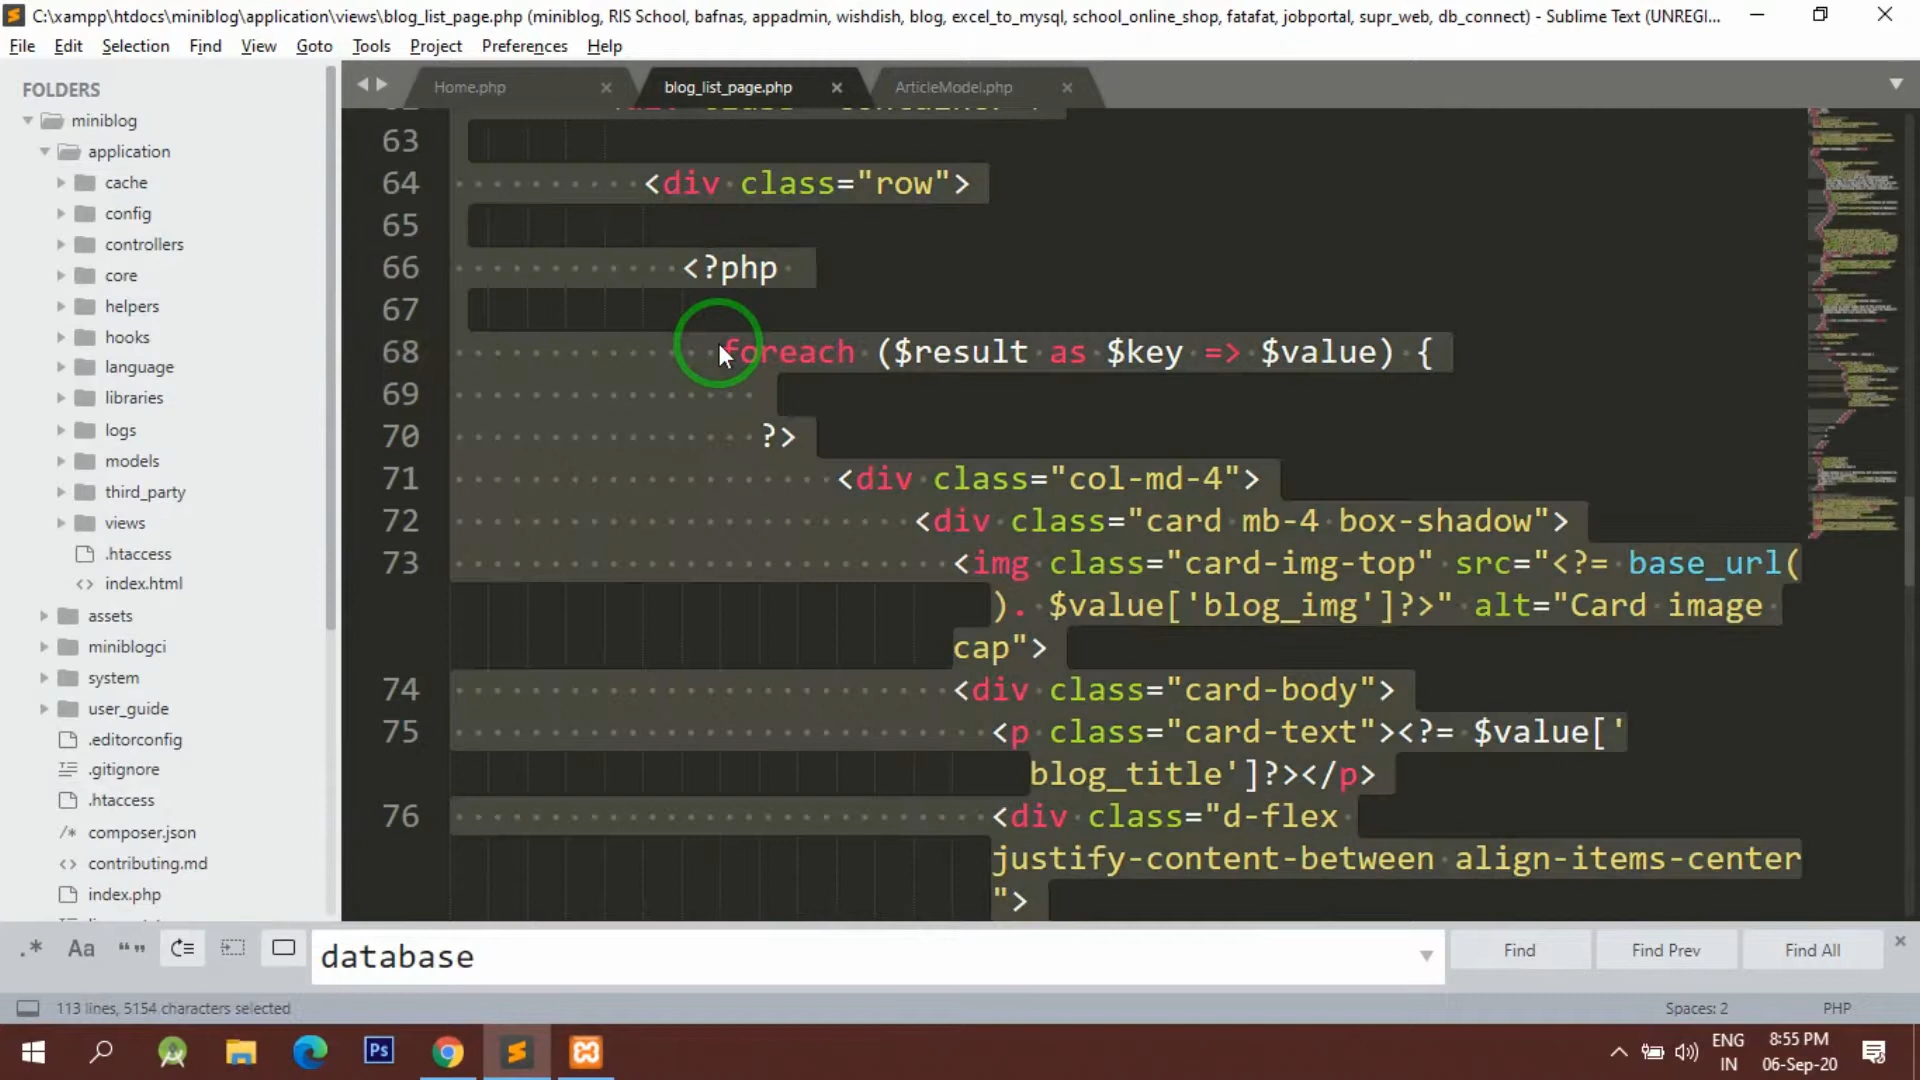 C:\xampp\htdocs\miniblog\application\views\blog_list_page.php (miniblog, RIS School, bafnas, appadmin, wishdish, blog, excel_to_mysql, school_online_shop, fatafat, jobportal, supr_web, db_connect) - Sublime Text (UNREGI...
File Edit Selection Find View Goto Tools Project Preferences Help
FOLDERS
miniblog
application
cache
config
controllers
core
helpers
hooks
language
libraries
logs
models
third_party
views
.htaccess
index.html
assets
miniblogci
system
user_guide
.editorconfig
.gitignore
.htaccess
composer.json
contributing.md
index.php
Home.php blog_list_page.php ArticleModel.php
63
64 <div class="row">
65
66 <?php
67
68 foreach ($result as $key => $value) {
69
70 ?>
71 <div class="col-md-4">
72 <div class="card mb-4 box-shadow">
73 <img class="card-img-top" src="<?= base_url(
). $value['blog_img']?>" alt="Card image
cap">
74 <div class="card-body">
75 <p class="card-text"><?= $value['
blog_title']?></p>
76 <div class="d-flex
justify-content-between align-items-center
">
.* Aa “” database Find Find Prev Find All
113 lines, 5154 characters selected Spaces: 2 PHP
Ps ENG 8:55 PM
IN 06-Sep-20